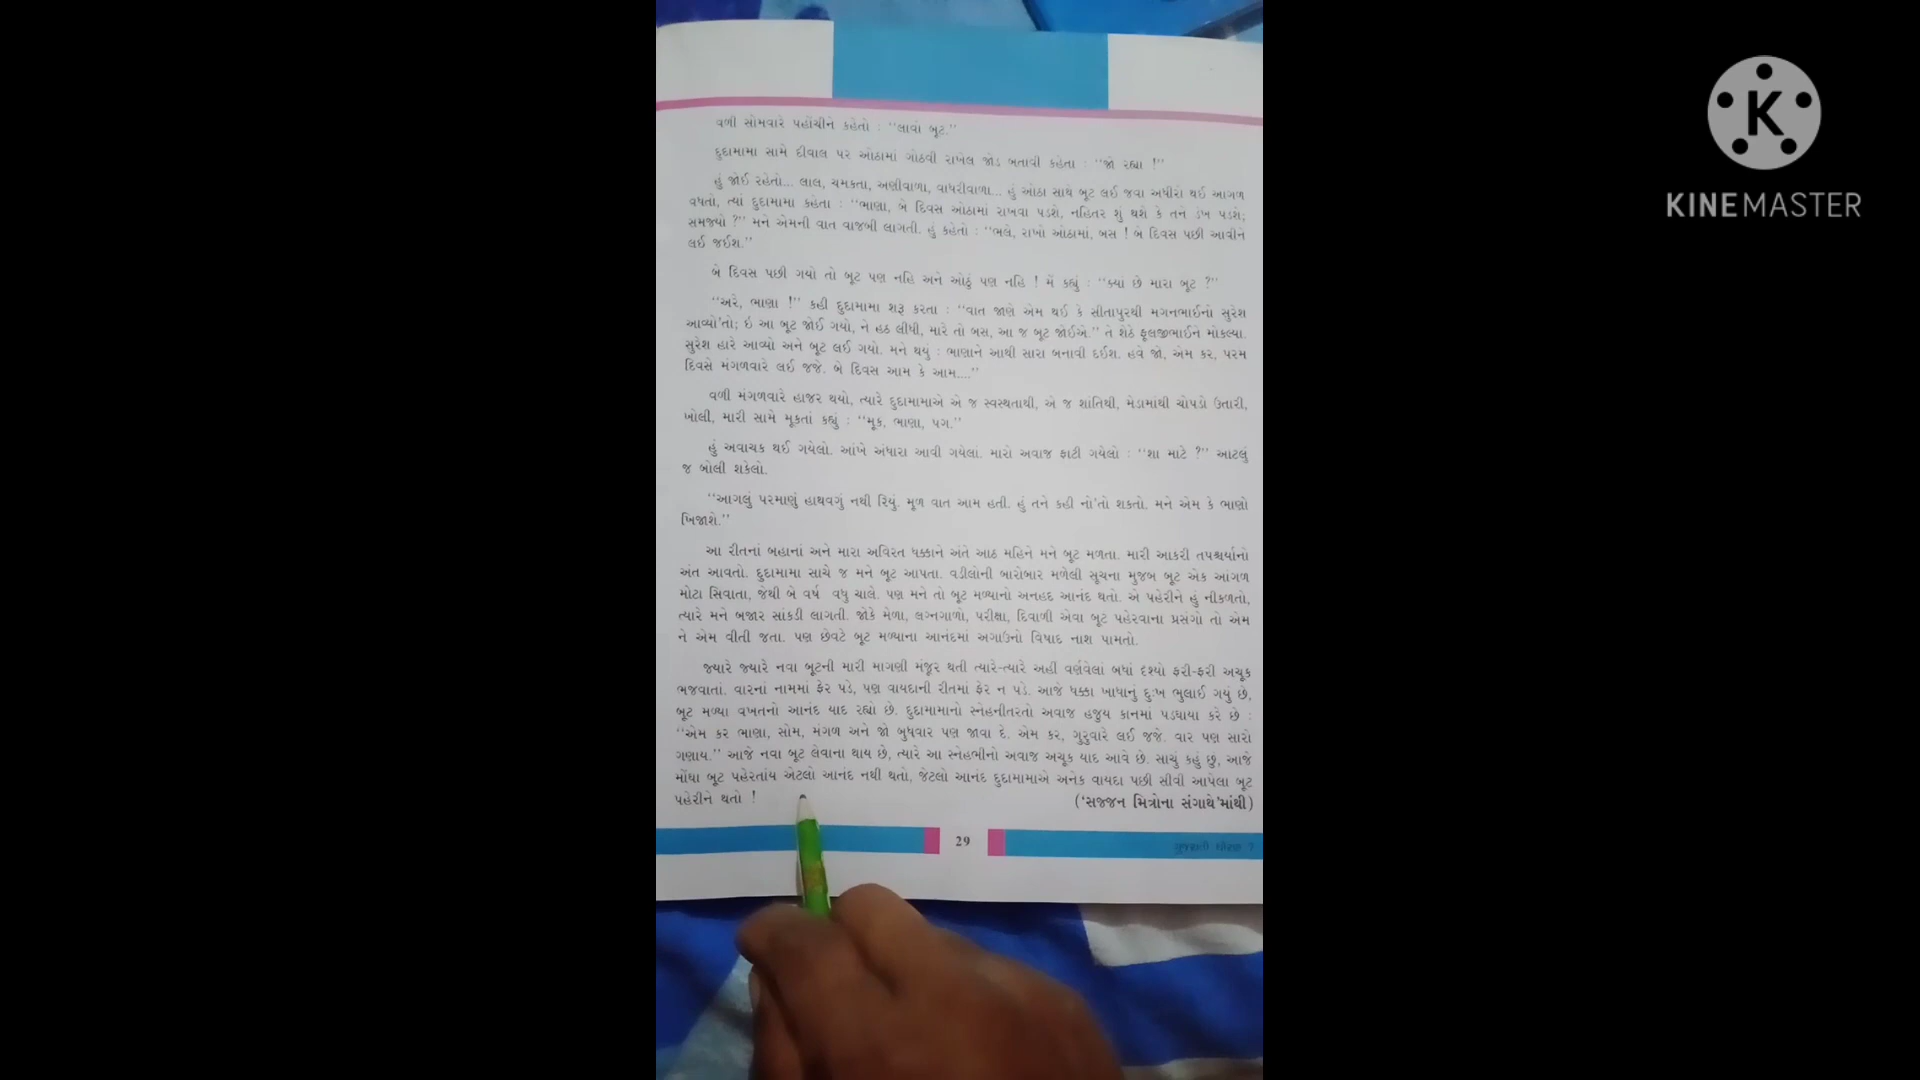 વળી સોમવારે પહોંચીને કહેતો : “લાવો બૂટ.”
દુદામામા સામે દીવાલ પર ઓઠામાં ગોઠવી રાખેલ જોડ બતાવી કહેતા : “જો રહ્યા !”
હું જોઈ રહેતો... લાલ, ચમકતા, અણીવાળા, વાધરીવાળા... હું ઓઠા સાથે બૂટ લઈ જવા અધીરો થઈ આગળ
વધતો, ત્યાં દુદામામા કહેતા : “ભાણા, બે દિવસ ઓઠામાં રાખવા પડશે, નહિતર શું થશે કે તને ડંખ પડશે;
સમજ્યો ?” મને એમની વાત વાજબી લાગતી. હું કહેતો : “ભલે, રાખો ઓઠામાં, બસ ! બે દિવસ પછી આવીને
લઈ જઈશ.”
બે દિવસ પછી ગયો તો બૂટ પણ નહિ અને ઓઠું પણ નહિ ! મેં કહ્યું : “ક્યાં છે મારા બૂટ ?”
“અરે, ભાણા !” કહી દુદામામા શરૂ કરતા : “વાત જાણે એમ થઈ કે સીતાપુરથી મગનભાઈનો સુરેશ
આવ્યો'તો; ઇ આ બૂટ જોઈ ગયો, ને હઠ લીધી, મારે તો બસ, આ જ બૂટ જોઈએ.” તે શેઠે ફૂલજીભાઈને મોકલ્યા.
સુરેશ હારે આવ્યો અને બૂટ લઈ ગયો. મને થયું : ભાણાને આથી સારા બનાવી દઈશ. હવે જો, એમ કર, પરમ
દિવસે મંગળવારે લઈ જજે. બે દિવસ આમ કે આમ....”
વળી મંગળવારે હાજર થયો, ત્યારે દુદામામાએ એ જ સ્વસ્થતાથી, એ જ શાંતિથી, મેડામાંથી ચોપડો ઉતારી,
ખોલી, મારી સામે મૂકતાં કહ્યું : “મૂક, ભાણા, પગ.”
હું અવાચક થઈ ગયેલો. આંખે અંધારા આવી ગયેલાં. મારો અવાજ ફાટી ગયેલો : “શા માટે ?” આટલું
જ બોલી શકેલો.
“આગલું પરમાણું હાથવગું નથી રિયું. મૂળ વાત આમ હતી. હું તને કહી નો'તો શકતો. મને એમ કે ભાણો
ખિજાશે.”
આ રીતનાં બહાનાં અને મારા અવિરત ધક્કાને અંતે આઠ મહિને મને બૂટ મળતા. મારી આકરી તપશ્ચર્યાનો
અંત આવતો. દુદામામા સાચે જ મને બૂટ આપતા. વડીલોની બારોબાર મળેલી સૂચના મુજબ બૂટ એક આંગળ
મોટા સિવાતા, જેથી બે વર્ષ વધુ ચાલે. પણ મને તો બૂટ મળ્યાનો અનહદ આનંદ થતો. એ પહેરીને હું નીકળતો,
ત્યારે મને બજાર સાંકડી લાગતી. જોકે મેળા, લગ્નગાળો, પરીક્ષા, દિવાળી એવા બૂટ પહેરવાના પ્રસંગો તો એમ
ને એમ વીતી જતા. પણ છેવટે બૂટ મળ્યાના આનંદમાં અગાઉનો વિષાદ નાશ પામતો.
જ્યારે જ્યારે નવા બૂટની મારી માગણી મંજૂર થતી ત્યારે-ત્યારે અહીં વર્ણવેલાં બધાં દૃશ્યો ફરી-ફરી અચૂક
ભજવાતાં. વારનાં નામમાં ફેર પડે, પણ વાયદાની રીતમાં ફેર ન પડે. આજે ધક્કા ખાધાનું દુઃખ ભુલાઈ ગયું છે,
બૂટ મળ્યા વખતનો આનંદ યાદ રહ્યો છે. દુદામામાનો સ્નેહનીતરતો અવાજ હજુય કાનમાં પડઘાયા કરે છે :
“એમ કર ભાણા, સોમ, મંગળ અને જો બુધવાર પણ જાવા દે. એમ કર, ગુરુવારે લઈ જજે. વાર પણ સારો
ગણાય.” આજે નવા બૂટ લેવાના થાય છે, ત્યારે આ સ્નેહભીનો અવાજ અચૂક યાદ આવે છે. સાચું કહું છુ, આજે
મોંઘા બૂટ પહેરતાંય એટલો આનંદ નથી થતો, જેટલો આનંદ દુદામામાએ અનેક વાયદા પછી સીવી આપેલા બૂટ
પહેરીને થતો !
(‘સજ્જન મિત્રોના સંગાથે'માંથી)
29
ગુજરાતી ધોરણ 7
K
KINEMASTER